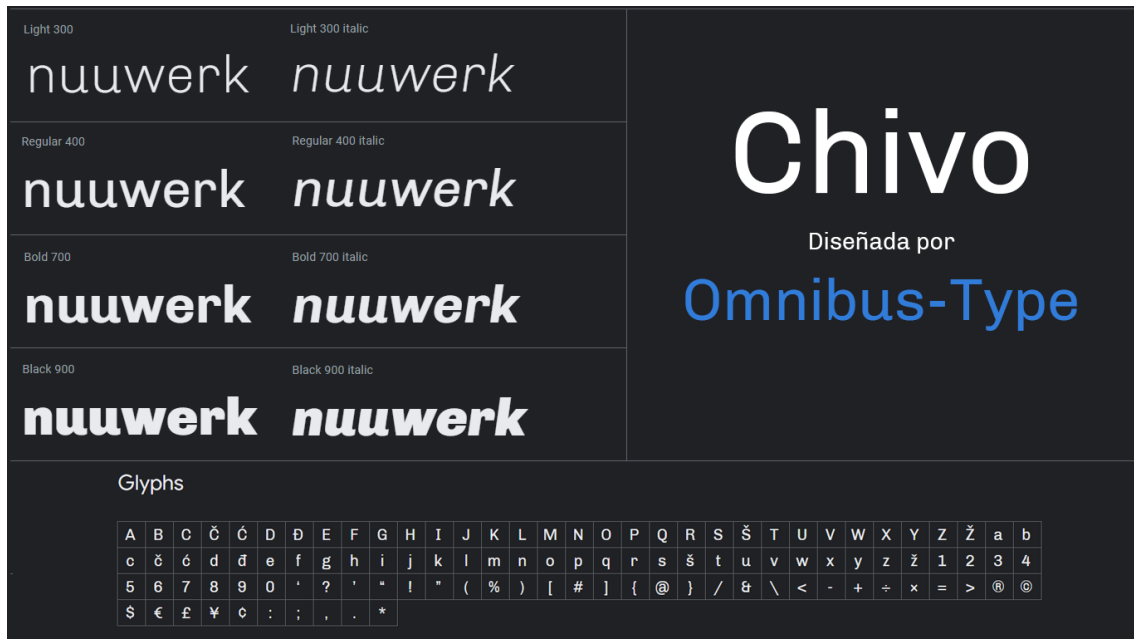 Light 300
nuuwerk
Light 300 italic
nuuwerk
Regular 400
nuuwerk
Regular 400 italic
nuuwerk
Bold 700
nuuwerk
Bold 700 italic
nuuwerk
Black 900
nuuwerk
Black 900 italic
nuuwerk
Chivo
Diseñada por
Omnibus-Type
Glyphs
A B C Č Ć D Đ E F G H I J K L M N O P Q R S Š T U V W X Y Z Ž a b
c č ć d đ e f g h i j k l m n o p q r s š t u v w x y z ž 1 2 3 4
5 6 7 8 9 0 ‘ ? ’ “ ! ” ( % ) [ # ] { @ } / & \ < - + ÷ × = > ® ©
$ € £ ¥ ¢ : ; , . *